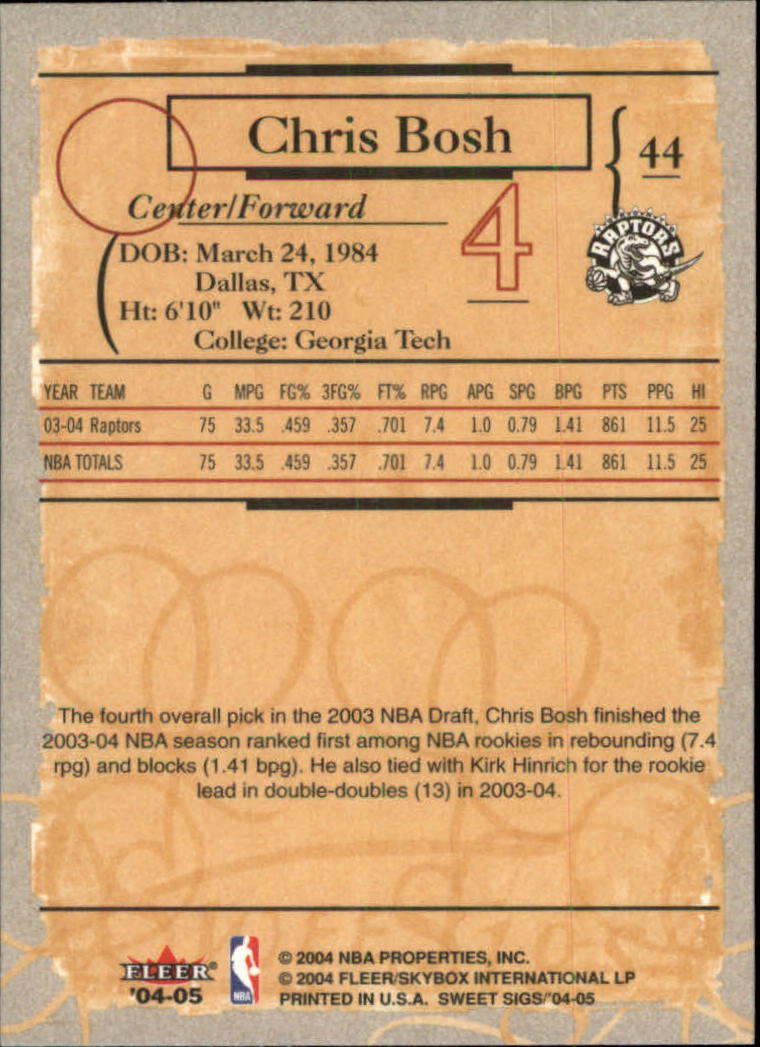 Chris Bosh
44
Center/Forward
4
RAPTORS
DOB: March 24, 1984
Dallas, TX
Ht: 6'10" Wt: 210
College: Georgia Tech
YEAR TEAM G MPG FG% 3FG% FT% RPG APG SPG BPG PTS PPG HI
03-04 Raptors 75 33.5 .459 .357 .701 7.4 1.0 0.79 1.41 861 11.5 25
NBA TOTALS 75 33.5 .459 .357 .701 7.4 1.0 0.79 1.41 861 11.5 25
The fourth overall pick in the 2003 NBA Draft, Chris Bosh finished the
2003-04 NBA season ranked first among NBA rookies in rebounding (7.4
rpg) and blocks (1.41 bpg). He also tied with Kirk Hinrich for the rookie
lead in double-doubles (13) in 2003-04.
FLEER®
'04-05
NBA
© 2004 NBA PROPERTIES, INC.
© 2004 FLEER/SKYBOX INTERNATIONAL LP
PRINTED IN U.S.A. SWEET SIGS/'04-05